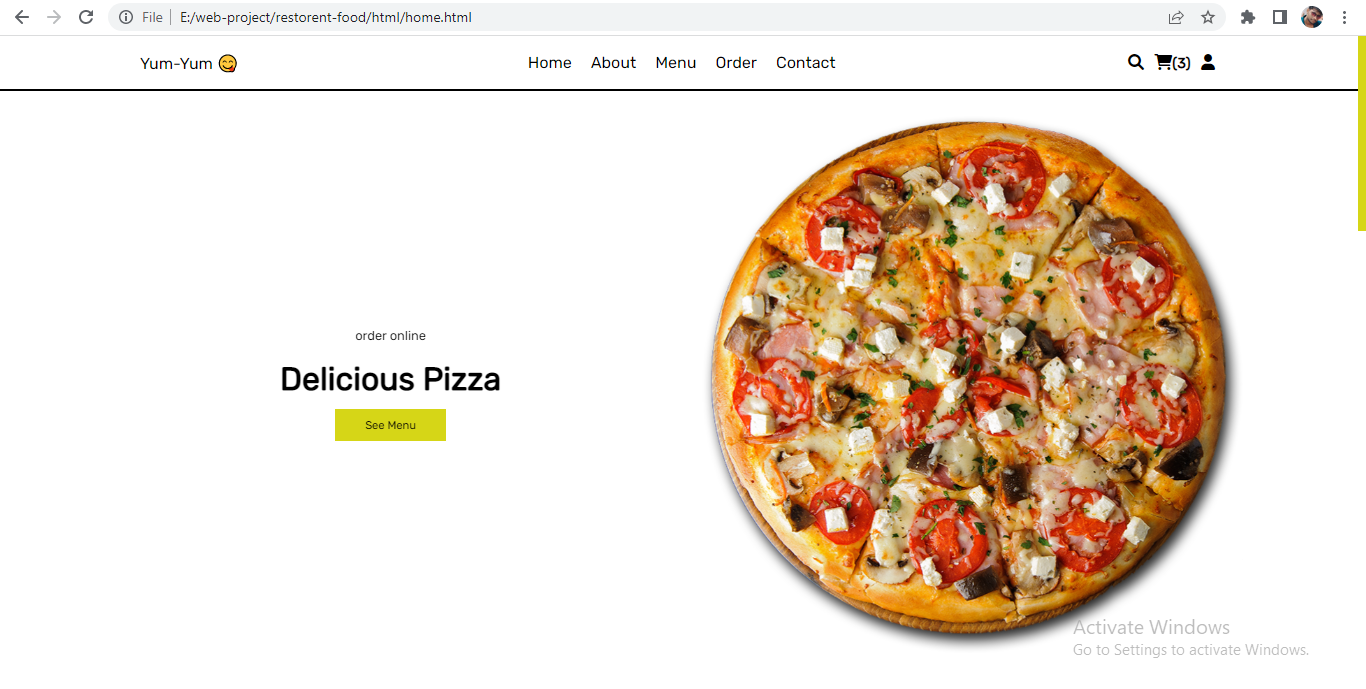 File | E:/web-project/restorent-food/html/home.html
Yum-Yum 😋 Home About Menu Order Contact (3)
order online
Delicious Pizza
See Menu
Activate Windows
Go to Settings to activate Windows.